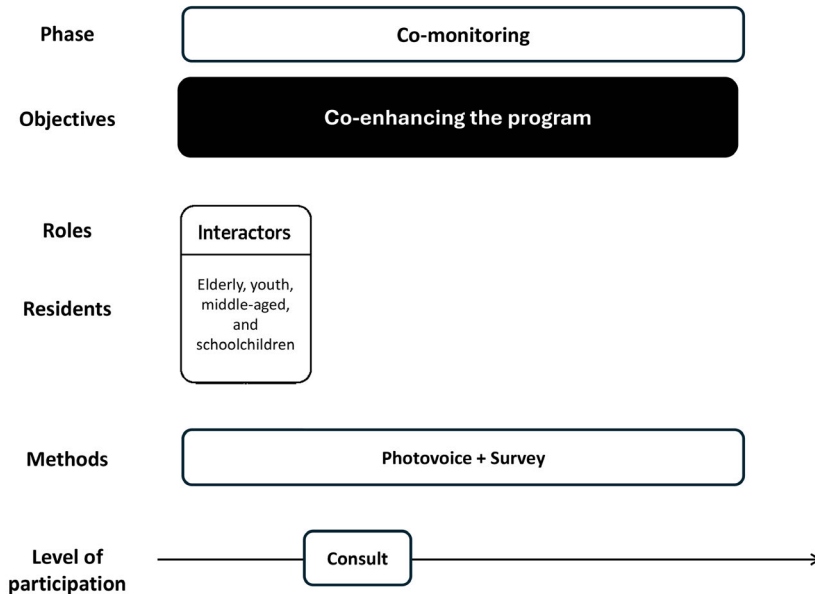 Phase
Co-monitoring
Objectives
Co-enhancing the program
Roles
Interactors
Residents
Elderly, youth,
middle-aged,
and
schoolchildren
Methods
Photovoice + Survey
Level of
participation
Consult